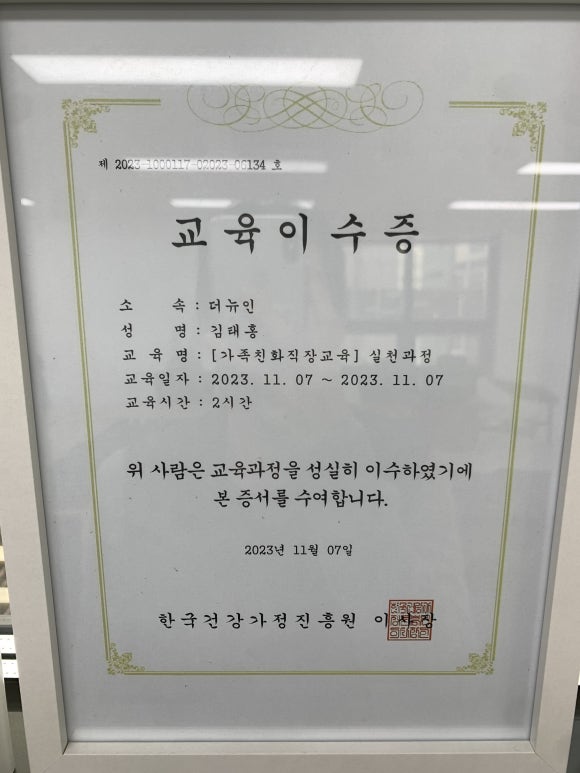 제 2023-1000117-02023-00134 호
교육이수증
소 속 : 더뉴인
성 명 : 김태홍
교 육 명 : [가족친화직장교육] 실천과정
교육일자 : 2023. 11. 07 ~ 2023. 11. 07
교육시간 : 2시간
위 사람은 교육과정을 성실히 이수하였기에
본 증서를 수여합니다.
2023년 11월 07일
한국건강가정진흥원 이사장